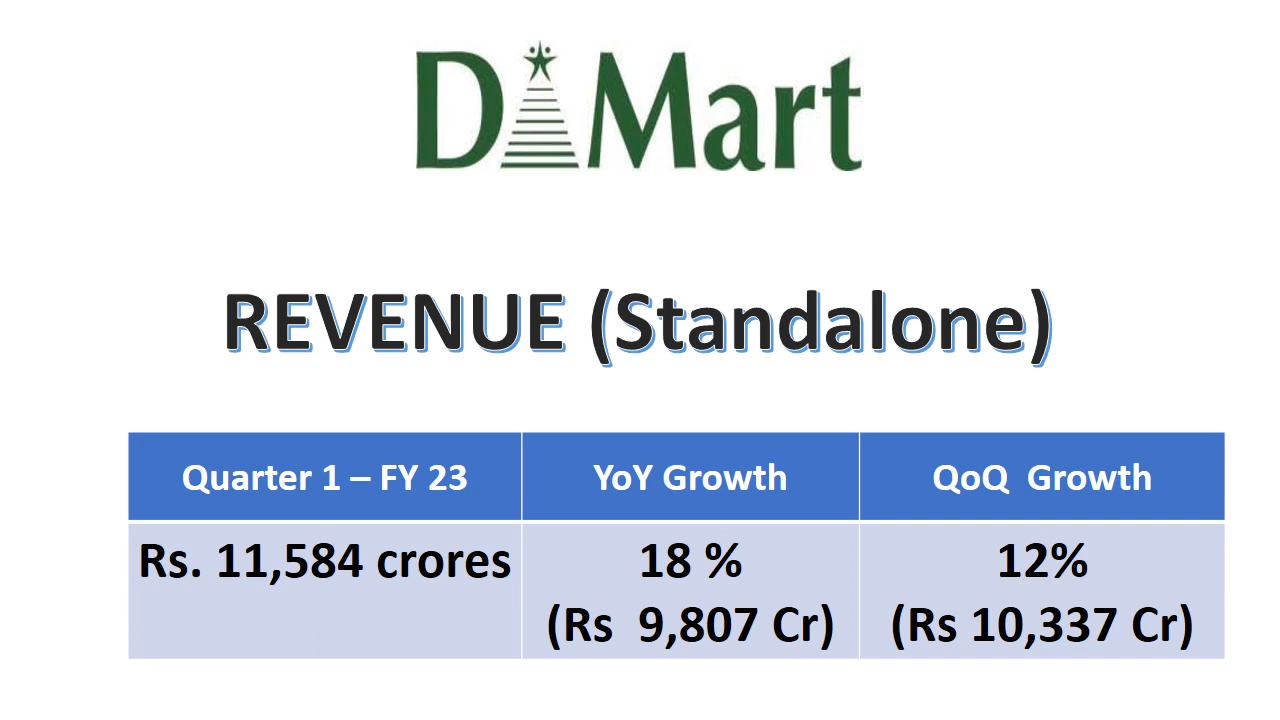 D Mart
REVENUE (Standalone)
Quarter 1 – FY 23 YoY Growth QoQ  Growth
Rs. 11,584 crores 18 % 12%
(Rs  9,807 Cr) (Rs 10,337 Cr)